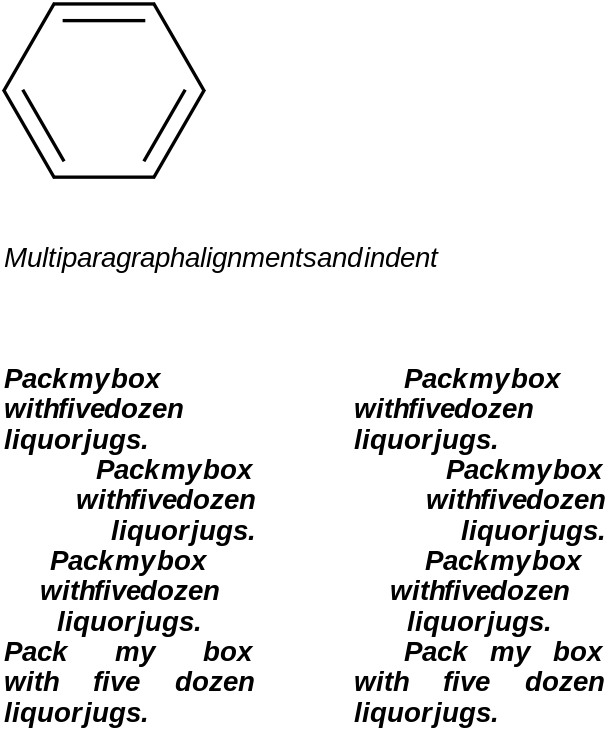 Multiparagraphalignmentsandindent
Packmybox
withfivedozen
liquorjugs.
Packmybox
withfivedozen
liquorjugs.
Packmybox
withfivedozen
liquorjugs.
Pack my box
with five dozen
liquorjugs.
Packmybox
withfivedozen
liquorjugs.
Packmybox
withfivedozen
liquorjugs.
Packmybox
withfivedozen
liquorjugs.
Pack my box
with five dozen
liquorjugs.